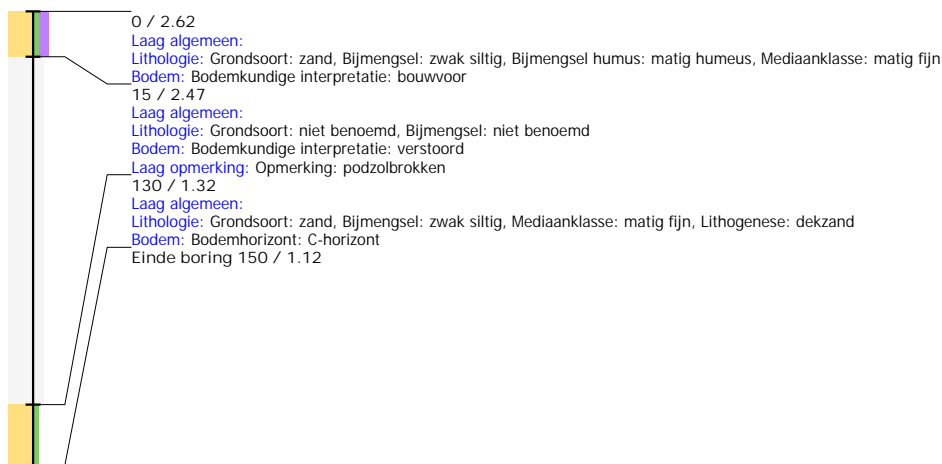 0 / 2.62
Laag algemeen:
Lithologie: Grondsoort: zand, Bijmengsel: zwak siltig, Bijmengsel humus: matig humeus, Mediaanklasse: matig fijn
Bodem: Bodemkundige interpretatie: bouwvoor
15 / 2.47
Laag algemeen:
Lithologie: Grondsoort: niet benoemd, Bijmengsel: niet benoemd
Bodem: Bodemkundige interpretatie: verstoord
Laag opmerking: Opmerking: podzolbrokken
130 / 1.32
Laag algemeen:
Lithologie: Grondsoort: zand, Bijmengsel: zwak siltig, Mediaanklasse: matig fijn, Lithogenese: dekzand
Bodem: Bodemhorizont: C-horizont
Einde boring 150 / 1.12